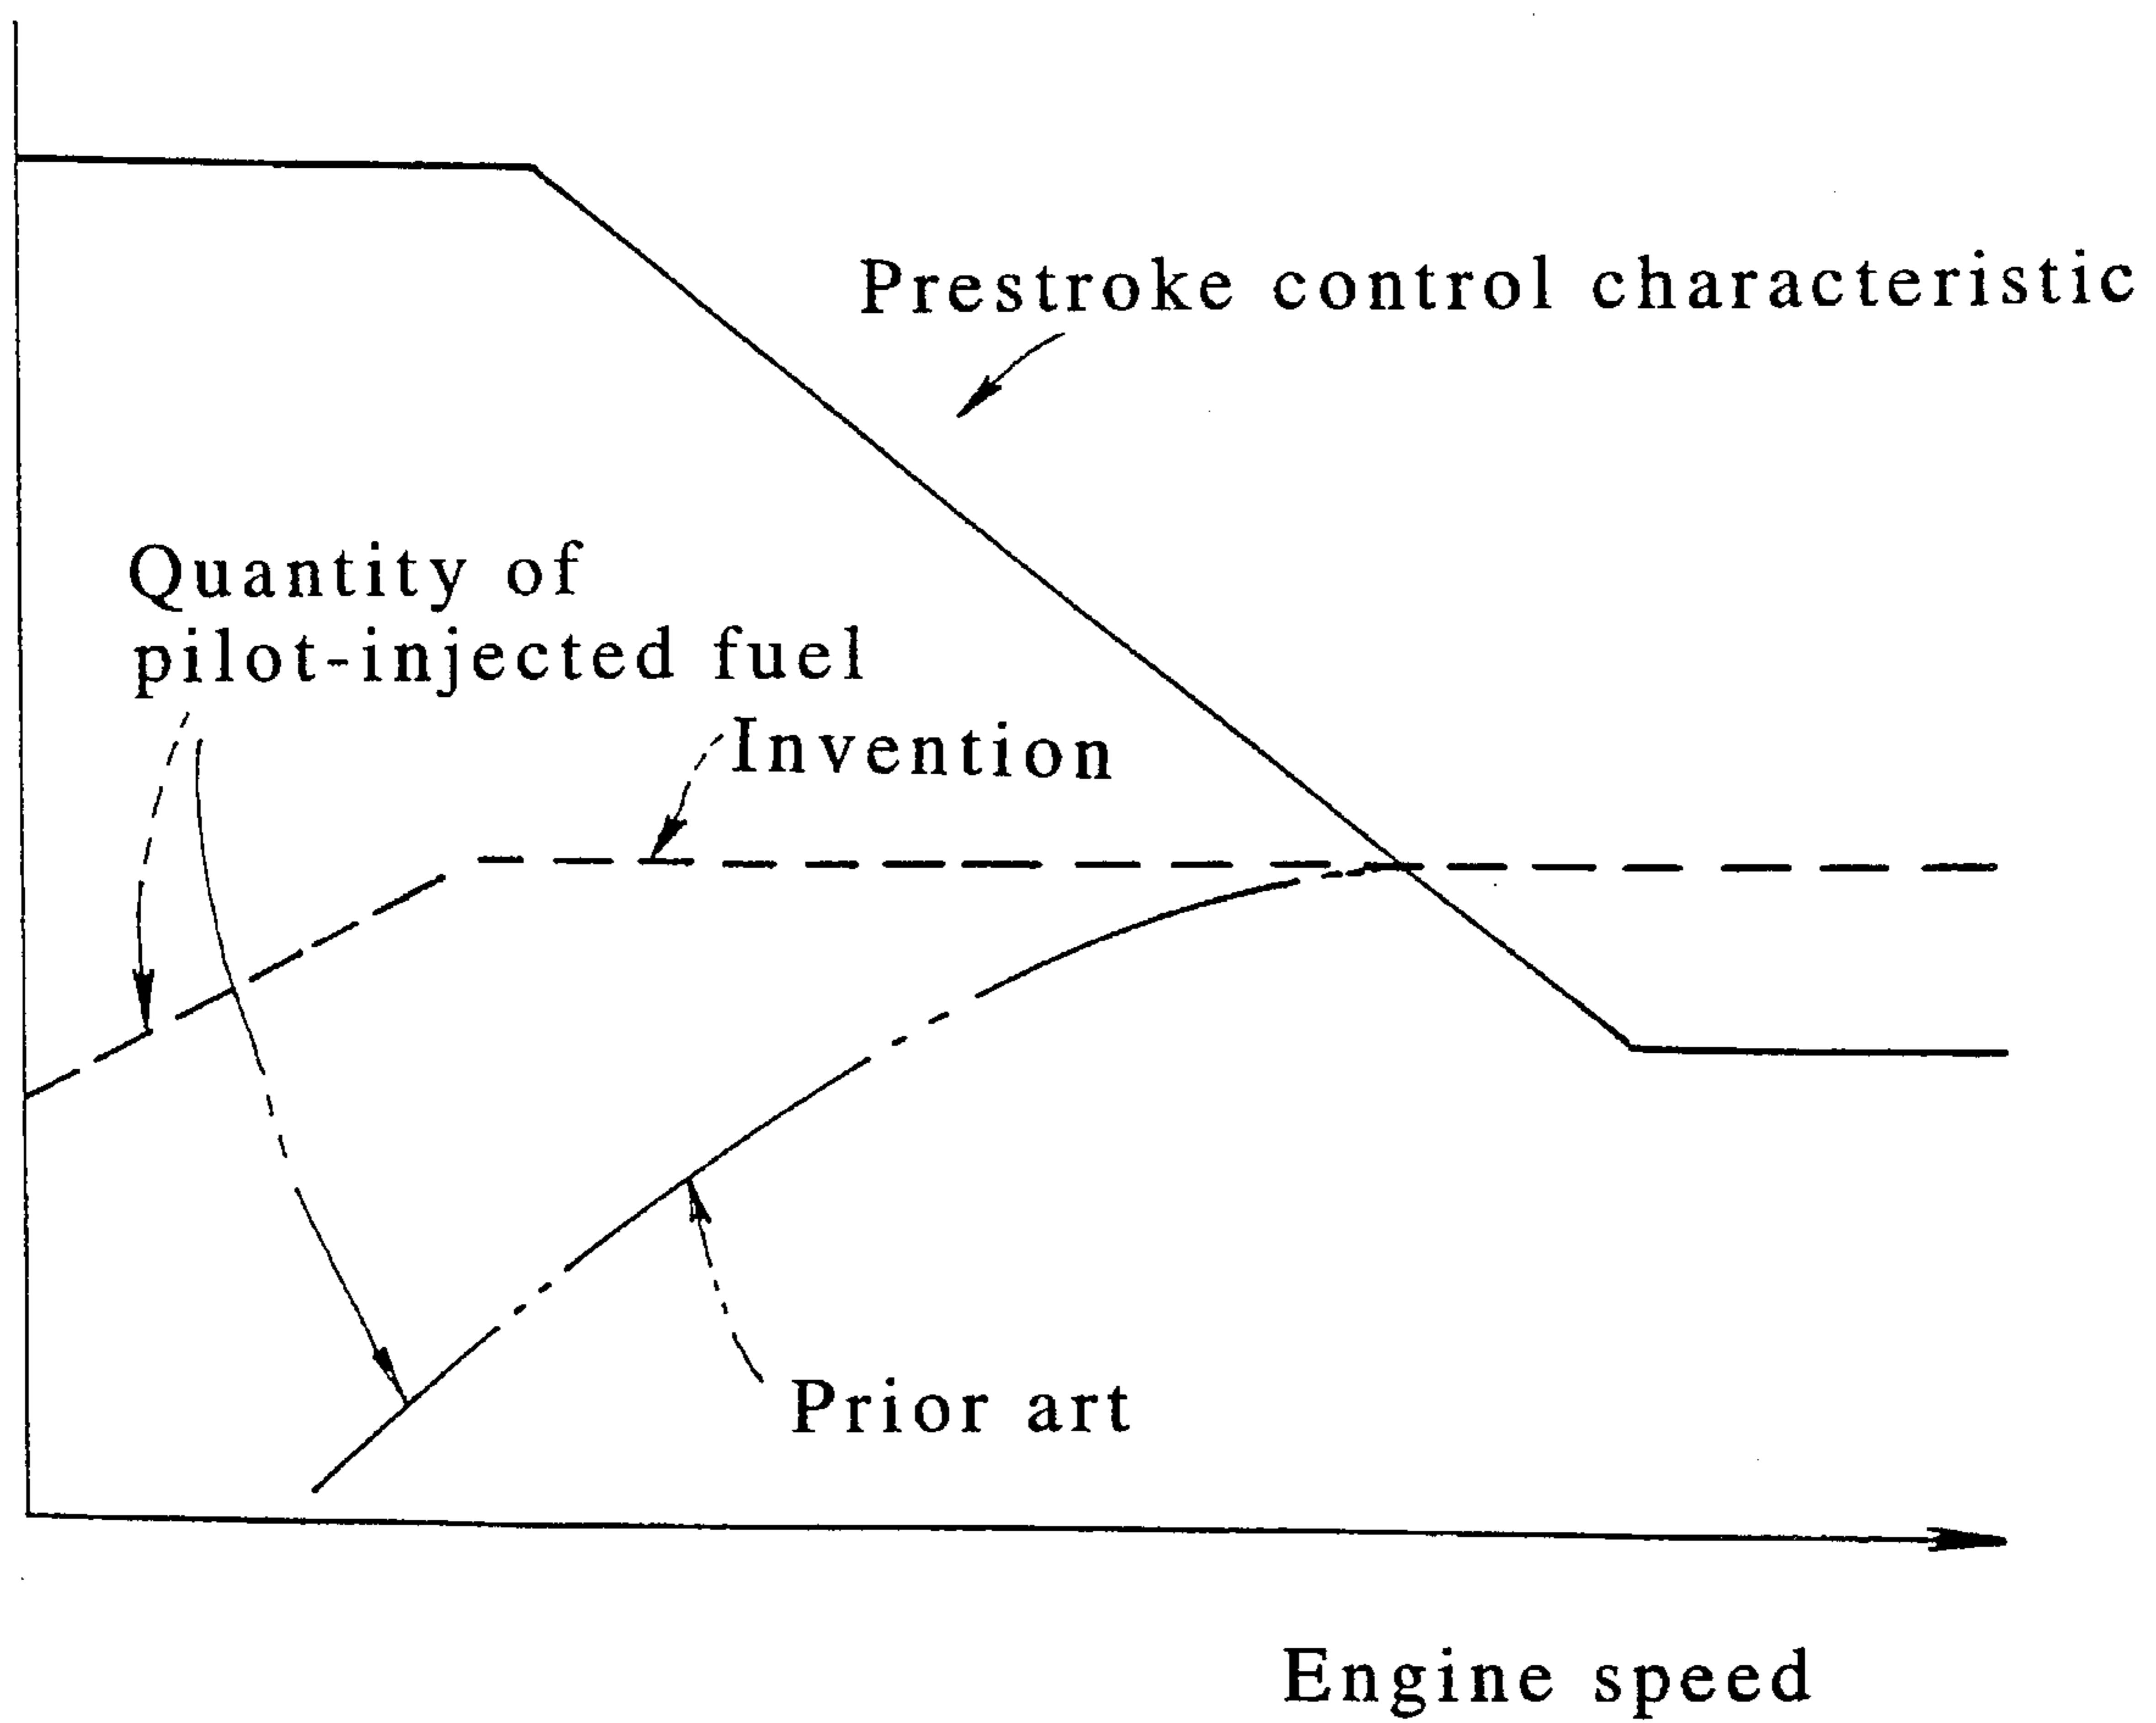 Prestroke control characteristic
Quantity of
pilot-injected fuel
Invention
Prior art
Engine speed